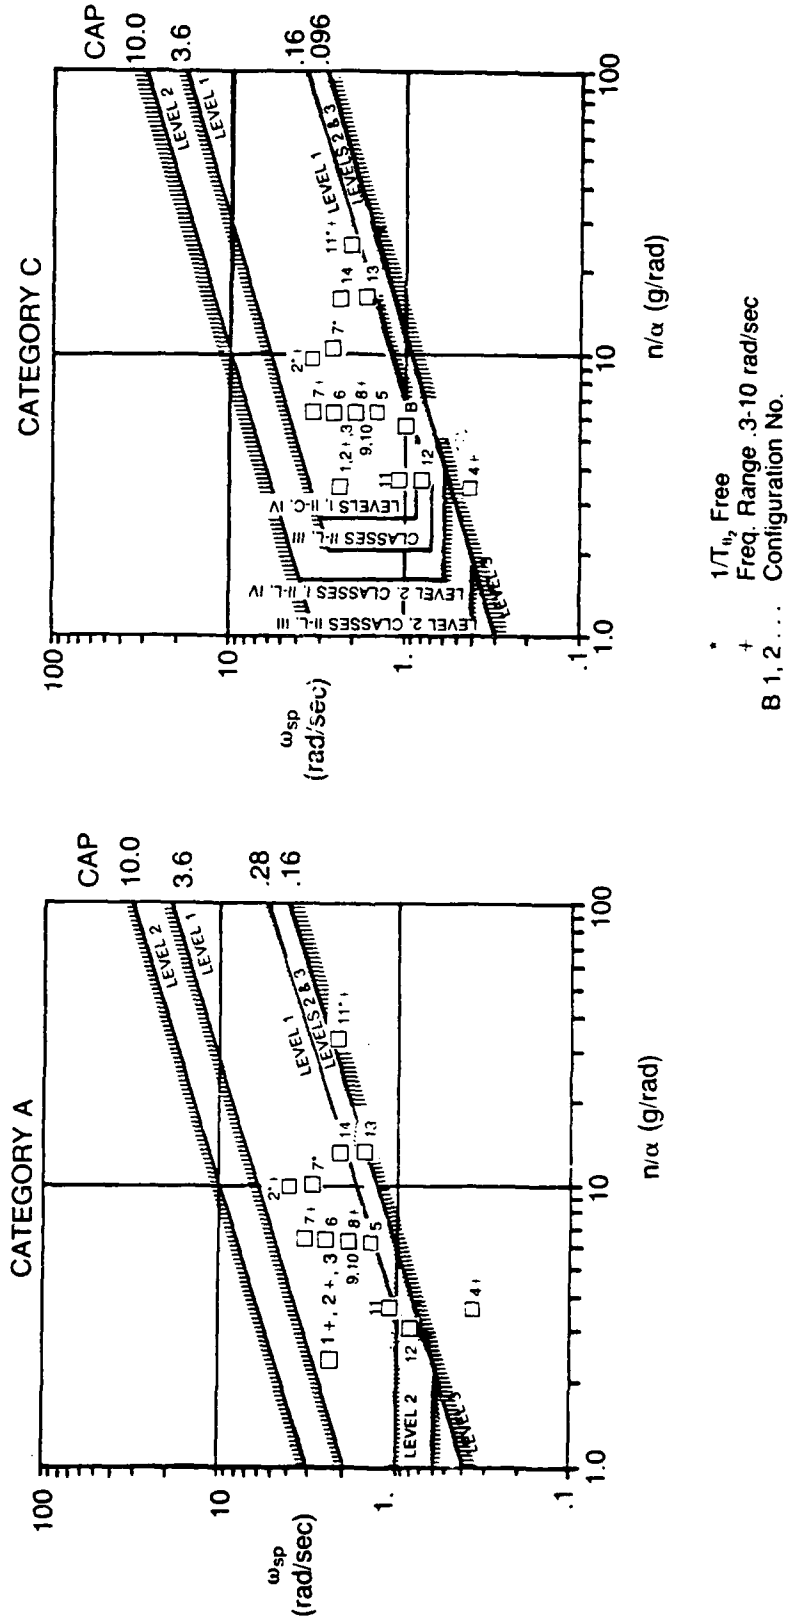 CATEGORY A
CAP
10.0
3.6
.28
.16
100
10
1.
.1
ωsp
(rad/sec)
LEVEL 2
LEVEL 1
LEVEL 1
LEVELS 2 & 3
2*+
7*
7+
6
8+
5
1+, 2+, 3
9,10
11
12
14
13
11*+
4+
LEVEL 2
LEVEL 3
1.0
10
100
n/α (g/rad)
CATEGORY C
CAP
10.0
3.6
.16
.096
100
10
1.
.1
ωsp
(rad/sec)
LEVEL 2
LEVEL 1
LEVEL 1
LEVELS 2 & 3
2*+
7*
7+
6
8+
5
1,2+,3
9,10
11
12
B
14
13
11*+
4+
LEVELS 1, II-C, IV
CLASSES II-L, III
LEVEL 2, CLASSES 1, II-L, IV
LEVEL 2, CLASSES II-L, III
LEVEL 3
1.0
10
100
n/α (g/rad)
* 1/Tθ2 Free
+ Freq. Range .3-10 rad/sec
B 1, 2 . . . Configuration No.